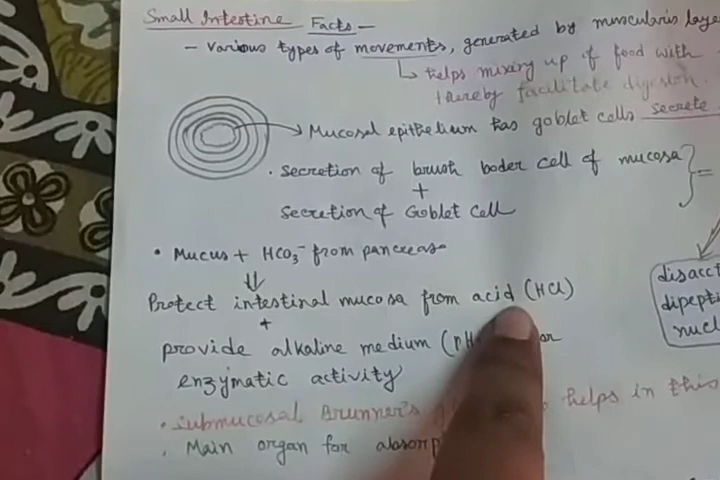 Small Intestine Facts —
– various types of movements, generated by muscularis laye
helps mixing up of food with
thereby facilitate digestion.
Mucosal epithelium has goblet cells secrete
• Secretion of brush boder cell of mucosa } =
+
Secretion of Goblet Cell
• Mucus + HCO3⁻ from pancreas
⇓
Protect intestinal mucosa from acid (HCl)
+
provide alkaline medium (pH or
enzymatic activity
disacc
dipepti
nucl
• Submucosal Brunner's g helps in this
• Main organ for absorp